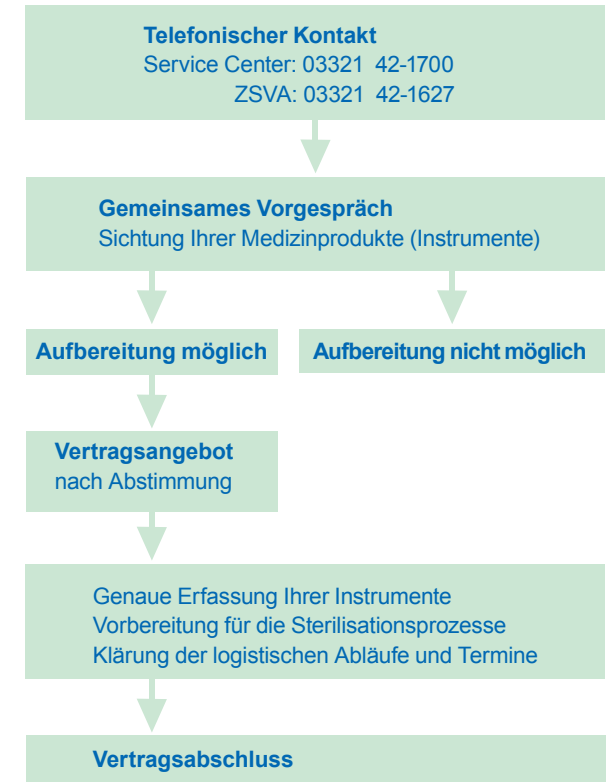 Telefonischer Kontakt
Service Center: 03321 42-1700
ZSVA: 03321 42-1627
Gemeinsames Vorgespräch
Sichtung Ihrer Medizinprodukte (Instrumente)
Aufbereitung möglich
Aufbereitung nicht möglich
Vertragsangebot
nach Abstimmung
Genaue Erfassung Ihrer Instrumente
Vorbereitung für die Sterilisationsprozesse
Klärung der logistischen Abläufe und Termine
Vertragsabschluss